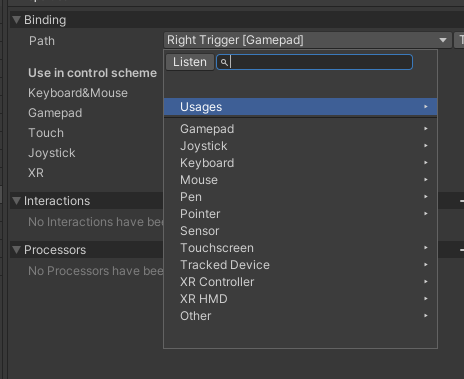 Binding
Path
Right Trigger [Gamepad]
T
Listen
Use in control scheme
Usages
Keyboard&Mouse
Gamepad
Touch
Joystick
XR
Gamepad
Joystick
Keyboard
Mouse
Pen
Pointer
Sensor
Touchscreen
Tracked Device
XR Controller
XR HMD
Other
Interactions
No Interactions have bee
Processors
No Processors have bee